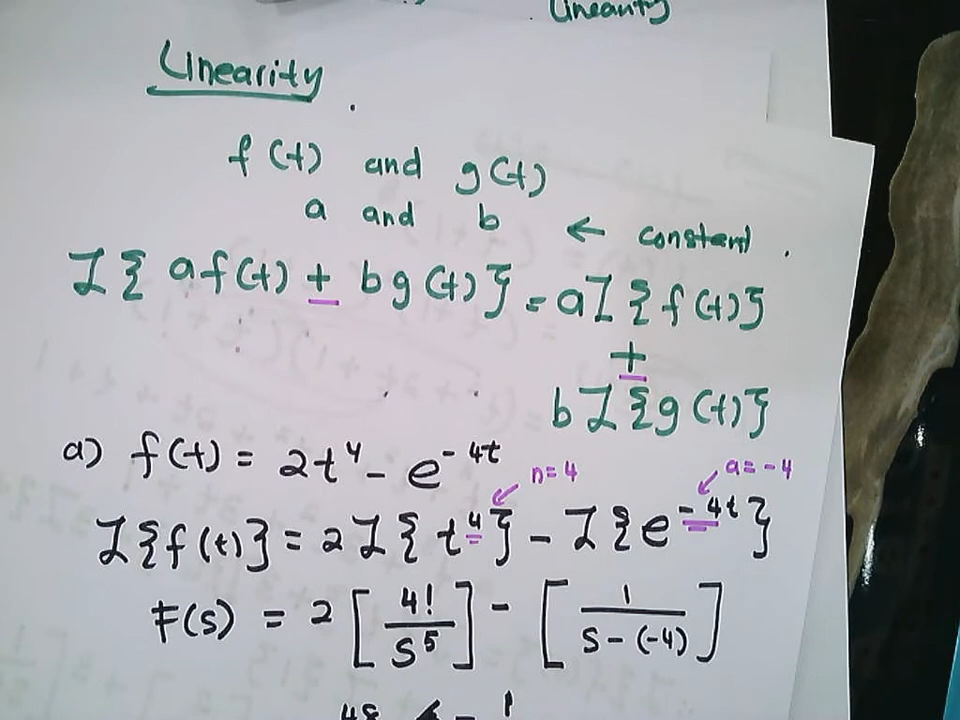 Linearity
Linearity .
f(t) and g(t)
a and b ← constant .
L{ af(t) + bg(t)} = aL{f(t)}
+
bL{g(t)}
a) f(t) = 2t⁴ - e^-4t
n=4 a=-4
L{f(t)} = 2L{t⁴} - L{e^-4t}
F(s) = 2 [4!/s⁵] - [1/s-(-4)]